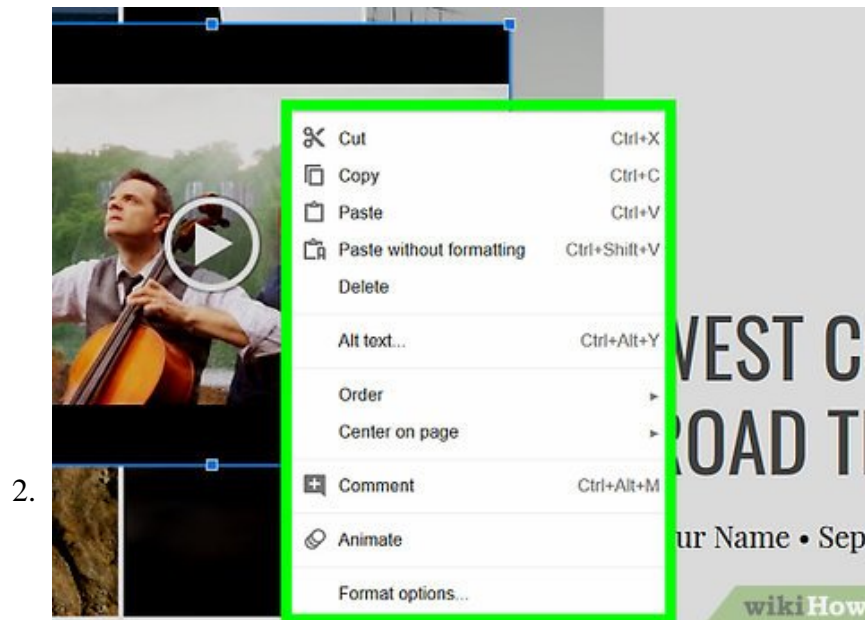 Cut Ctrl+X
Copy Ctrl+C
Paste Ctrl+V
Paste without formatting Ctrl+Shift+V
Delete
Alt text... Ctrl+Alt+Y
WEST C
Order
ROAD T
Center on page
2.
Comment Ctrl+Alt+M
Animate
ur Name • Sep
Format options...
wikiHow